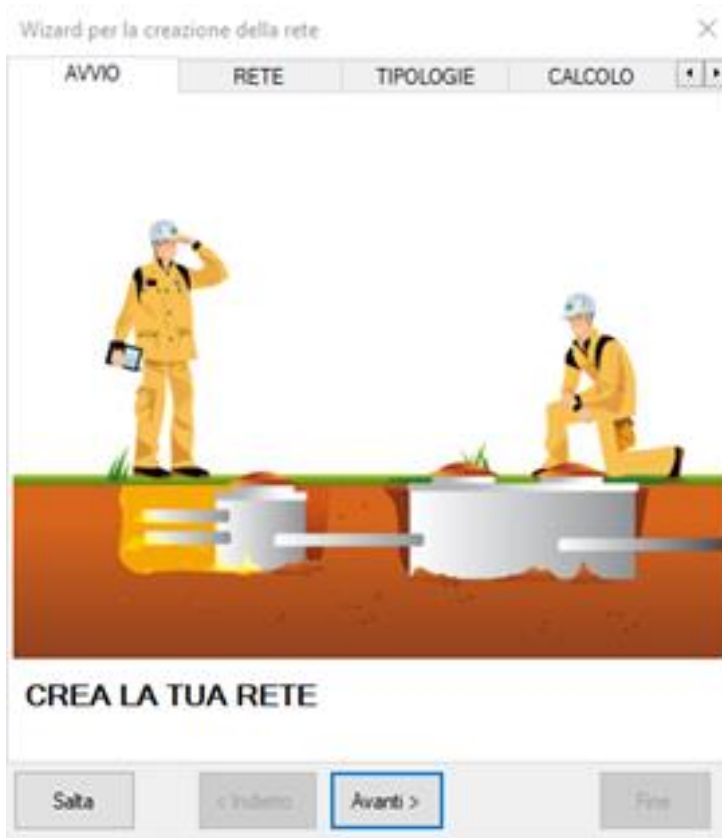 Wizard per la creazione della rete
AVVIO RETE TIPOLOGIE CALCOLO
CREA LA TUA RETE
Salta < Indietro Avanti > Fine